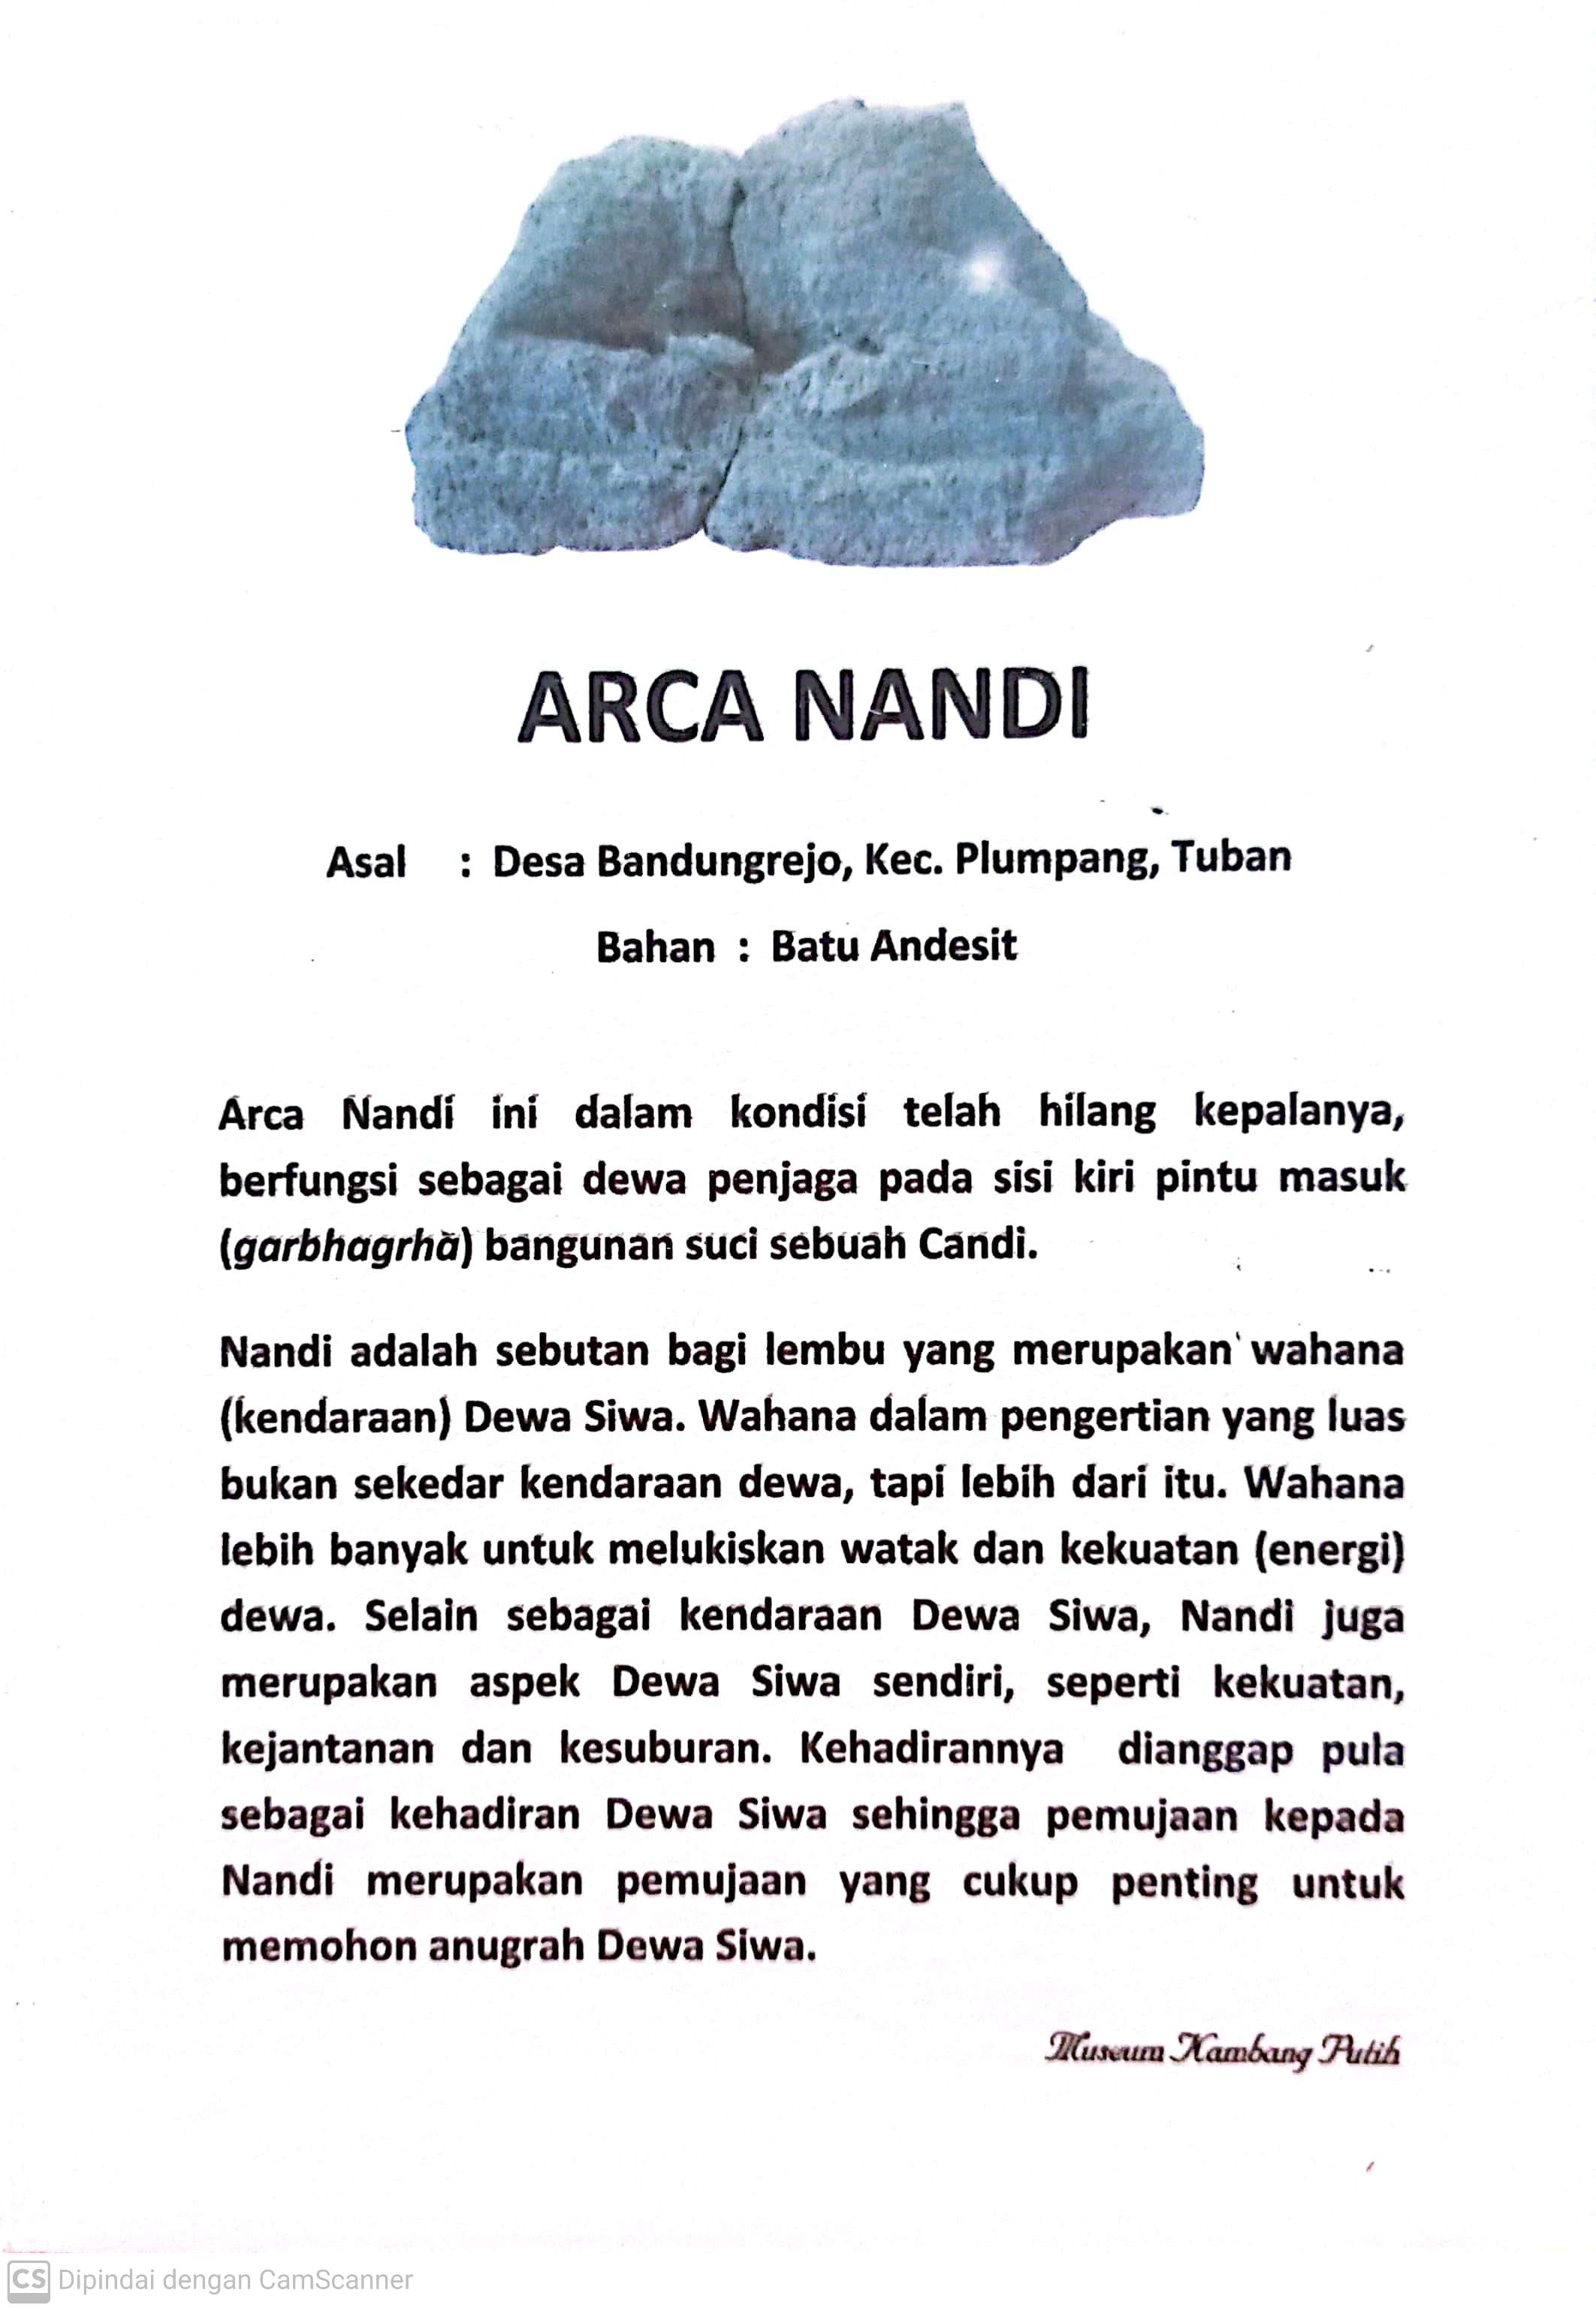 ARCA NANDI
Asal : Desa Bandungrejo, Kec. Plumpang, Tuban
Bahan : Batu Andesit
Arca Nandi ini dalam kondisi telah hilang kepalanya,
berfungsi sebagai dewa penjaga pada sisi kiri pintu masuk
(garbhagrhà) bangunan suci sebuah Candi.
Nandi adalah sebutan bagi lembu yang merupakan wahana
(kendaraan) Dewa Siwa. Wahana dalam pengertian yang luas
bukan sekedar kendaraan dewa, tapi lebih dari itu. Wahana
lebih banyak untuk melukiskan watak dan kekuatan (energi)
dewa. Selain sebagai kendaraan Dewa Siwa, Nandi juga
merupakan aspek Dewa Siwa sendiri, seperti kekuatan,
kejantanan dan kesuburan. Kehadirannya dianggap pula
sebagai kehadiran Dewa Siwa sehingga pemujaan kepada
Nandi merupakan pemujaan yang cukup penting untuk
memohon anugrah Dewa Siwa.
Museum Kambang Putih
CS Dipindai dengan CamScanner